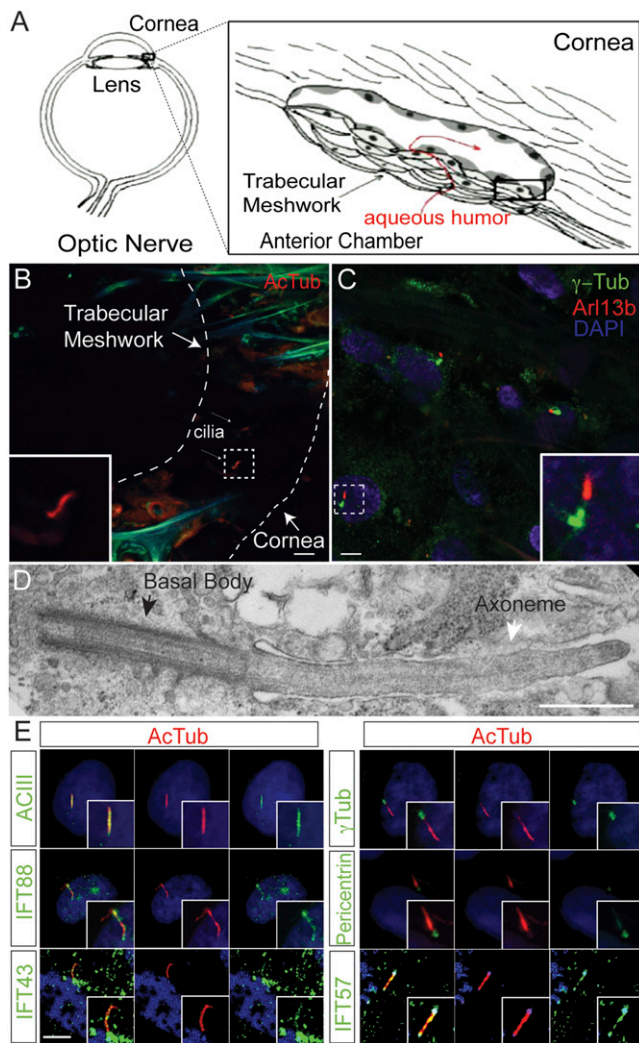 A
Cornea
Lens
Optic Nerve
Cornea
Trabecular
Meshwork
aqueous humor
Anterior Chamber
B
AcTub
Trabecular
Meshwork
cilia
Cornea
C
γ-Tub
Arl13b
DAPI
D
Basal Body
Axoneme
E
AcTub
AcTub
ACIII
IFT88
IFT43
γTub
Pericentrin
IFT57